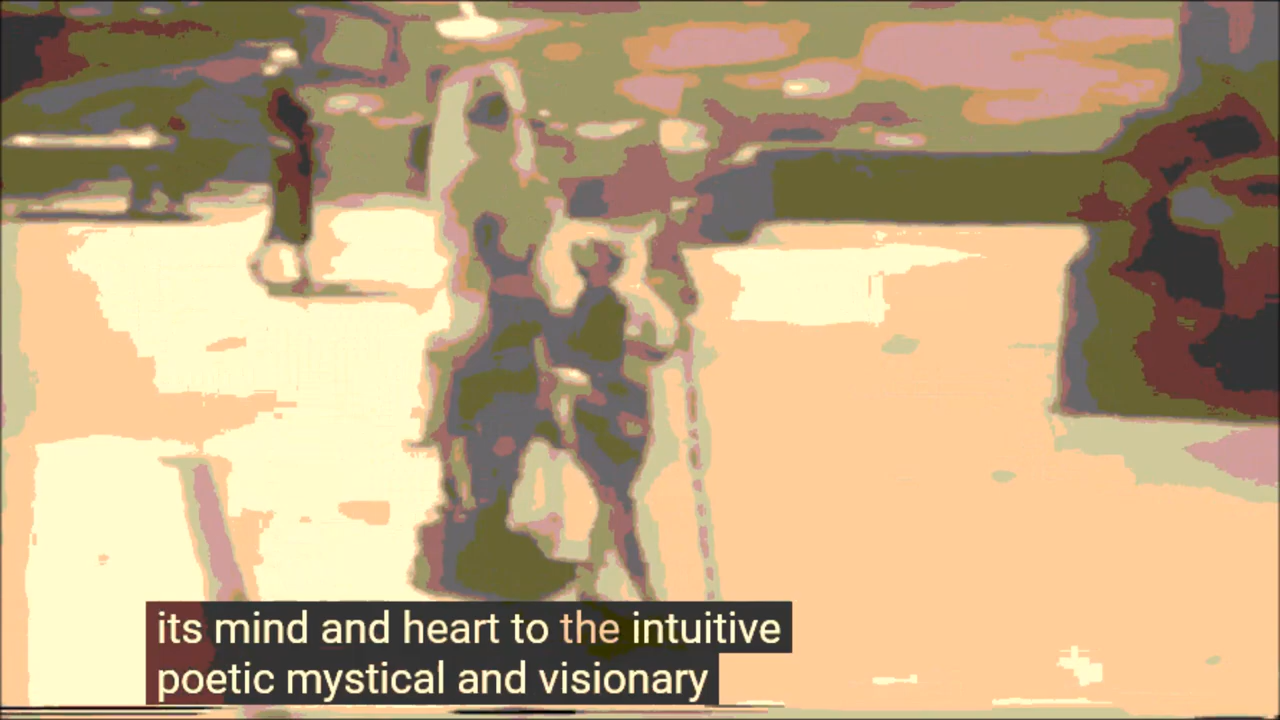 its mind and heart to the intuitive
poetic mystical and visionary